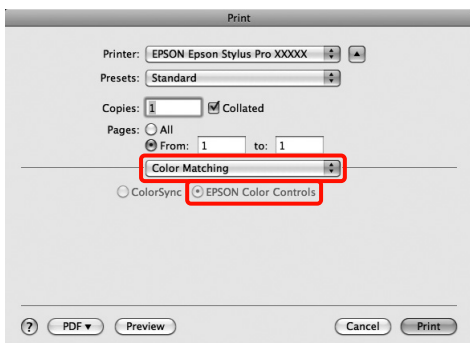 Print
Printer: EPSON Epson Stylus Pro XXXXX
Presets: Standard
Copies: 1 Collated
Pages: All
From: 1 to: 1
Color Matching
ColorSync EPSON Color Controls
? PDF ▼ Preview Cancel Print